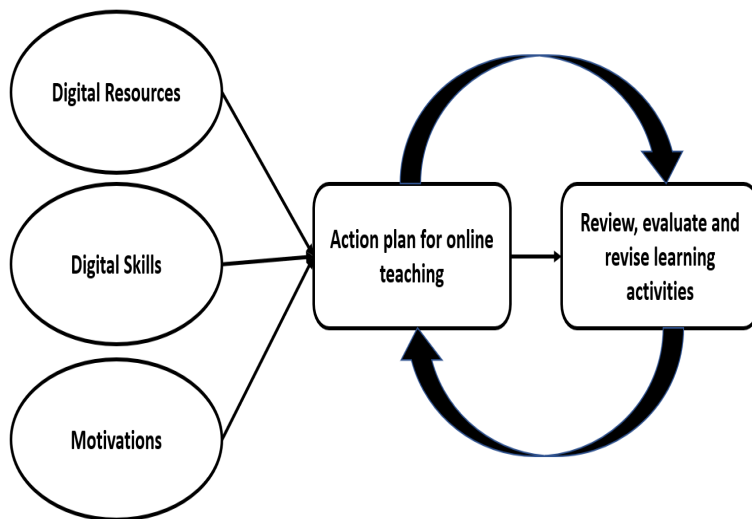 Digital Resources
Digital Skills
Motivations
Action plan for online
teaching
Review, evaluate and
revise learning
activities